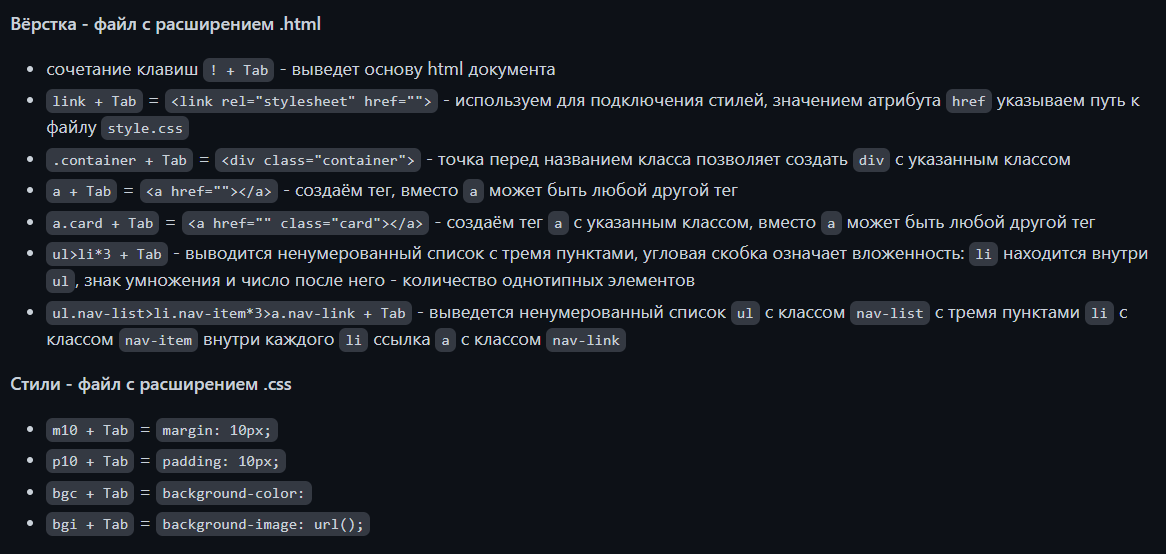 Вёрстка - файл с расширением .html
сочетание клавиш ! + Tab - выведет основу html документа
link + Tab = <link rel="stylesheet" href=""> - используем для подключения стилей, значением атрибута href указываем путь к
файлу style.css
.container + Tab = <div class="container"> - точка перед названием класса позволяет создать div с указанным классом
a + Tab = <a href=""></a> - создаём тег, вместо a может быть любой другой тег
a.card + Tab = <a href="" class="card"></a> - создаём тег a с указанным классом, вместо a может быть любой другой тег
ul>li*3 + Tab - выводится ненумерованный список с тремя пунктами, угловая скобка означает вложенность: li находится внутри
ul, знак умножения и число после него - количество однотипных элементов
ul.nav-list>li.nav-item*3>a.nav-link + Tab - выведется ненумерованный список ul с классом nav-list с тремя пунктами li с
классом nav-item внутри каждого li ссылка a с классом nav-link
Стили - файл с расширением .css
m10 + Tab = margin: 10px;
p10 + Tab = padding: 10px;
bgc + Tab = background-color:
bgi + Tab = background-image: url();